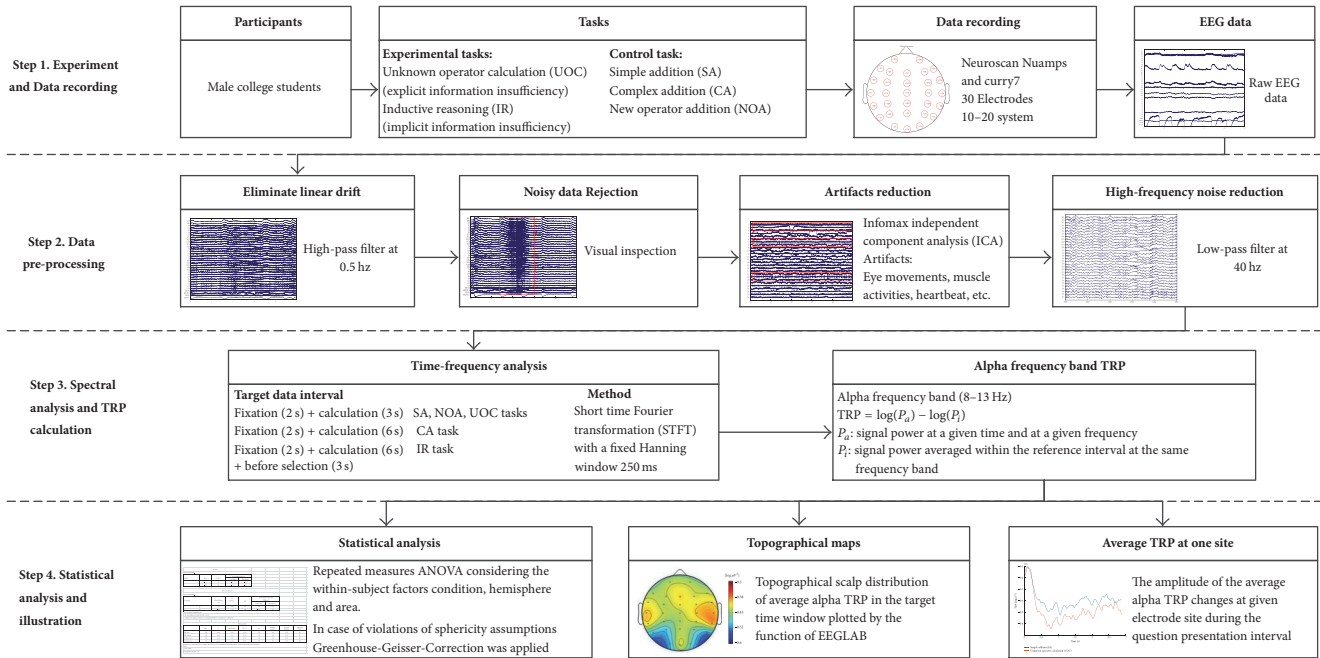 Step 1. Experiment
and Data recording
Participants
Male college students
Tasks
Experimental tasks:
Unknown operator calculation (UOC)
(explicit information insufficiency)
Inductive reasoning (IR)
(implicit information insufficiency)
Control task:
Simple addition (SA)
Complex addition (CA)
New operator addition (NOA)
Data recording
Neuroscan Nuamps
and curry7
30 Electrodes
10–20 system
EEG data
Raw EEG
data
Step 2. Data
pre-processing
Eliminate linear drift
High-pass filter at
0.5 hz
Noisy data Rejection
Visual inspection
Artifacts reduction
Infomax independent
component analysis (ICA)
Artifacts:
Eye movements, muscle
activities, heartbeat, etc.
High-frequency noise reduction
Low-pass filter at
40 hz
Step 3. Spectral
analysis and TRP
calculation
Time-frequency analysis
Target data interval
Fixation (2 s) + calculation (3 s) SA, NOA, UOC tasks
Fixation (2 s) + calculation (6 s) CA task
Fixation (2 s) + calculation (6 s) IR task
+ before selection (3 s)
Method
Short time Fourier
transformation (STFT)
with a fixed Hanning
window 250 ms
Alpha frequency band TRP
Alpha frequency band (8–13 Hz)
TRP = log(Pa) − log(Pi)
Pa: signal power at a given time and at a given frequency
Pi: signal power averaged within the reference interval at the same
frequency band
Step 4. Statistical
analysis and
illustration
Statistical analysis
Repeated measures ANOVA considering the
within-subject factors condition, hemisphere
and area.
In case of violations of sphericity assumptions
Greenhouse-Geisser-Correction was applied
Topographical maps
Topographical scalp distribution
of average alpha TRP in the target
time window plotted by the
function of EEGLAB
Average TRP at one site
The amplitude of the average
alpha TRP changes at given
electrode site during the
question presentation interval